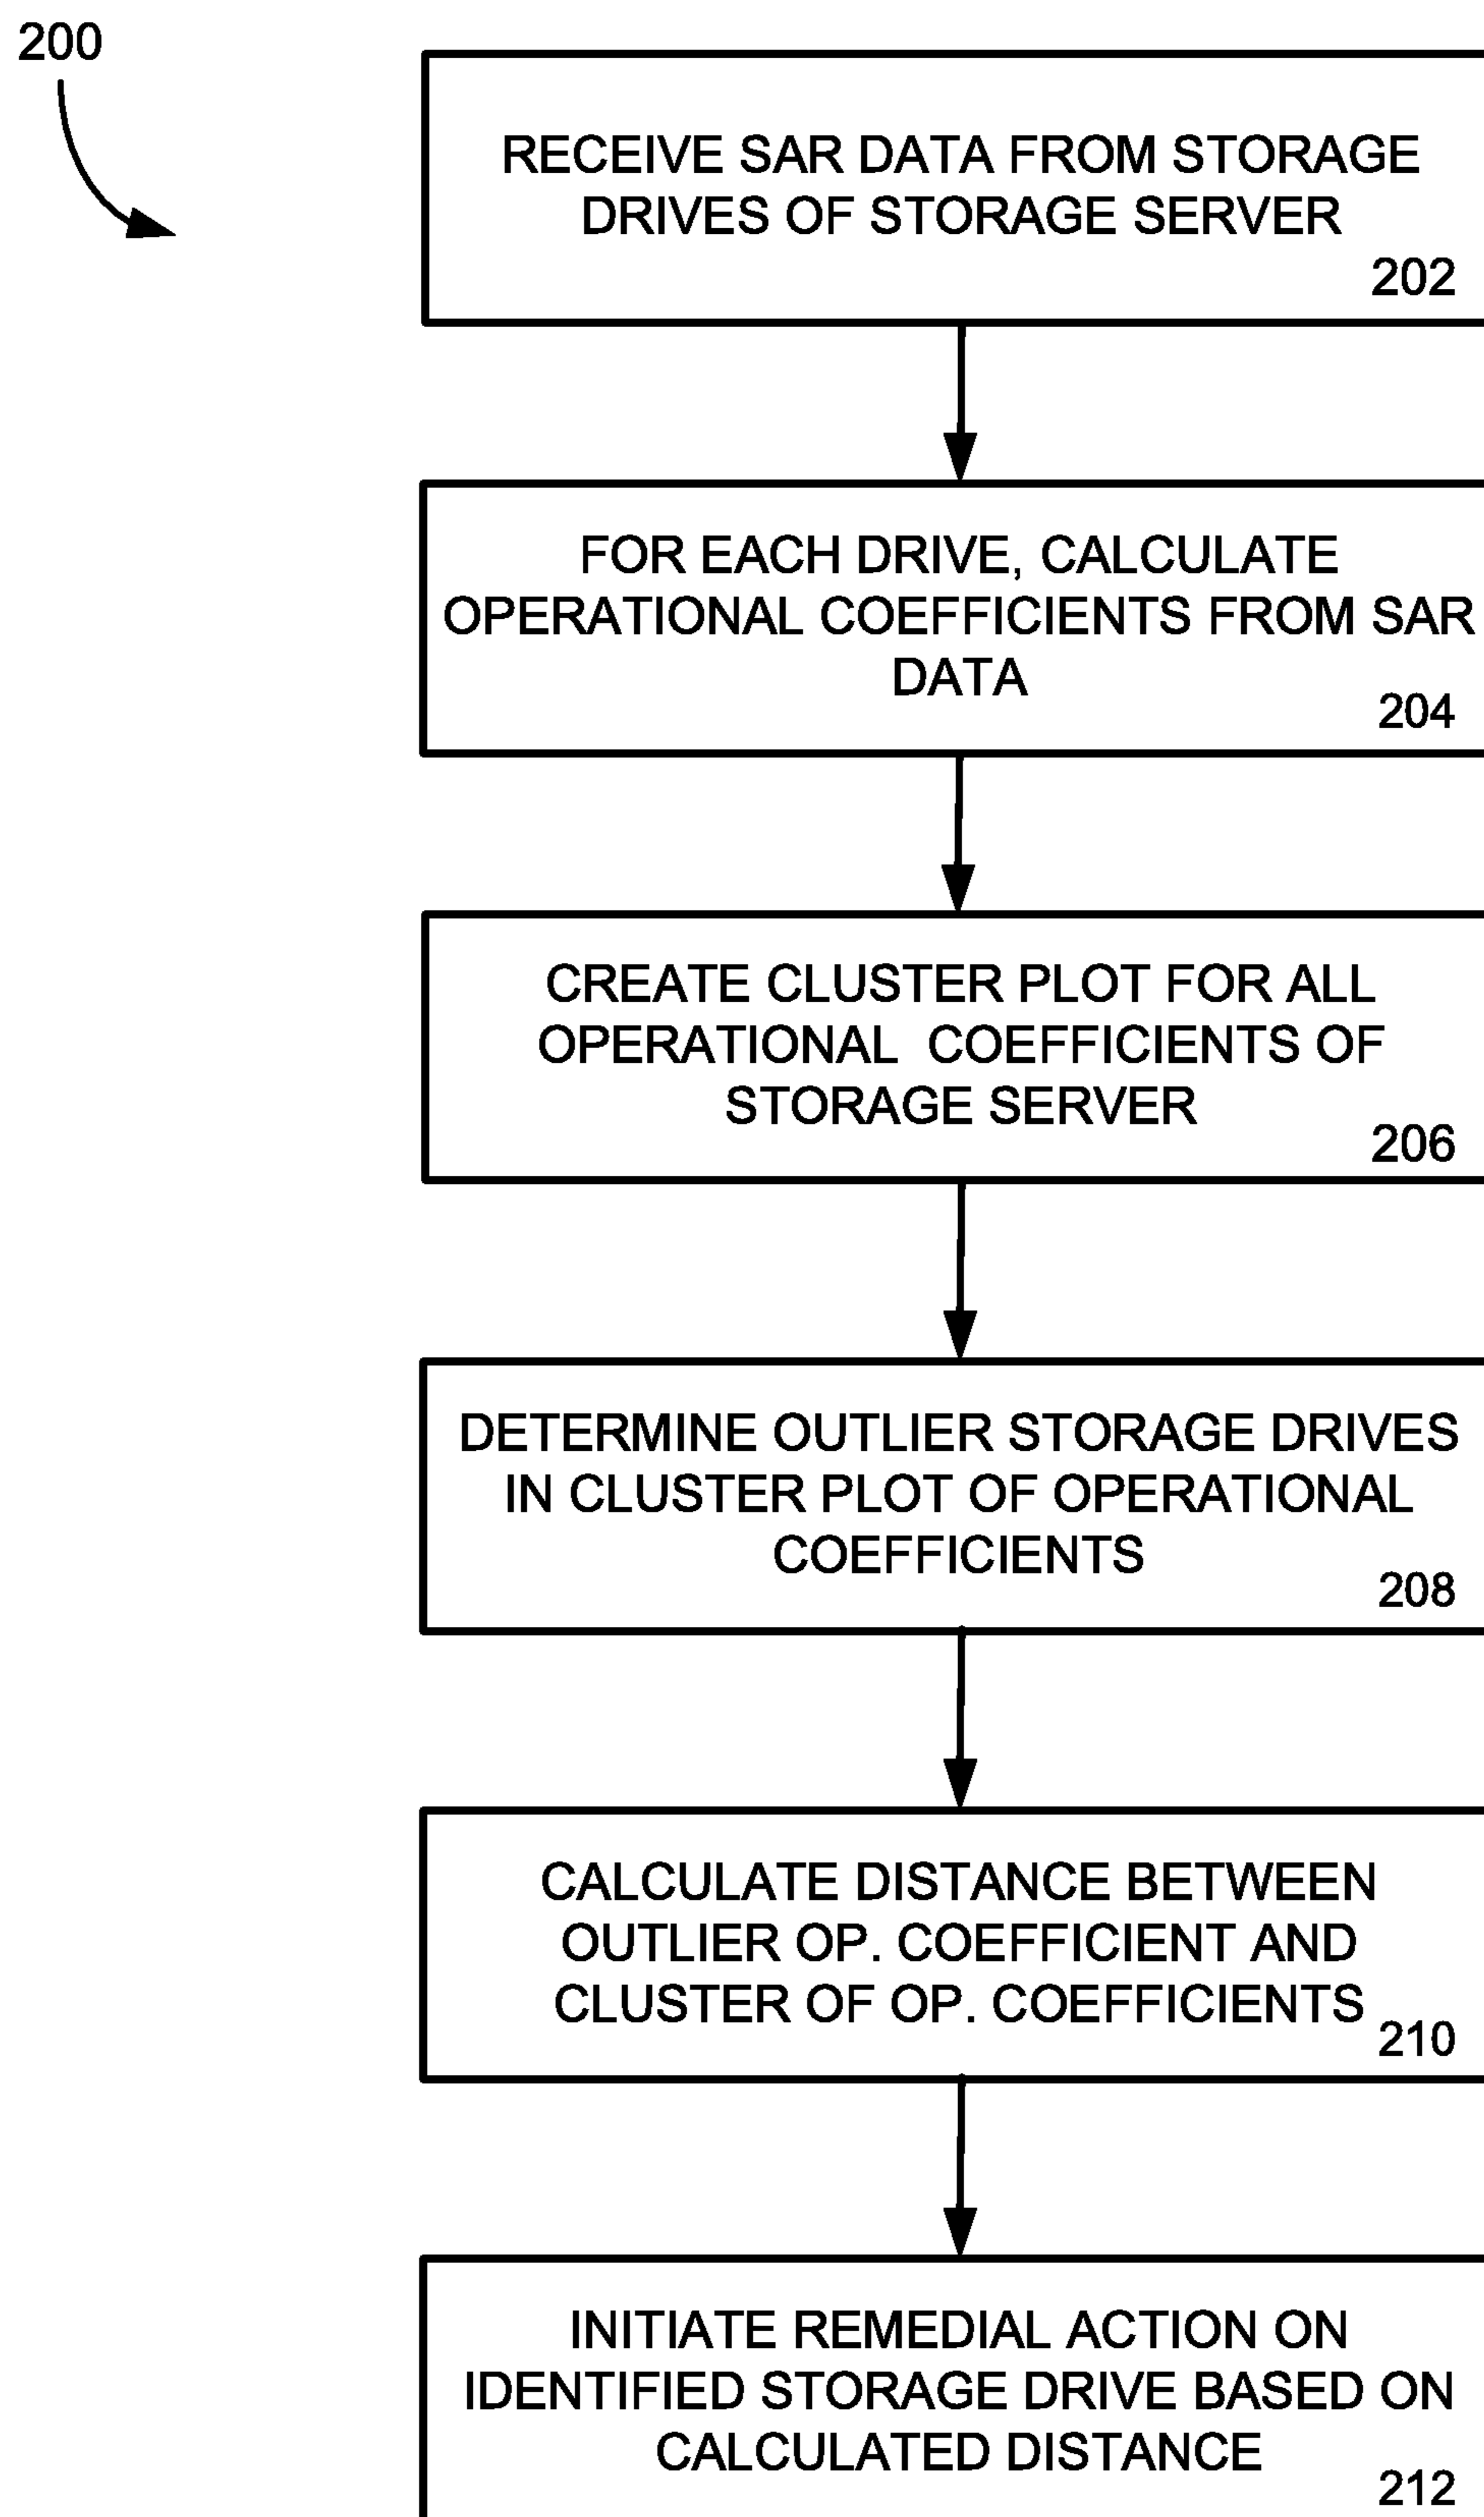 200
RECEIVE SAR DATA FROM STORAGE
DRIVES OF STORAGE SERVER
202
FOR EACH DRIVE, CALCULATE
OPERATIONAL COEFFICIENTS FROM SAR
DATA
204
CREATE CLUSTER PLOT FOR ALL
OPERATIONAL COEFFICIENTS OF
STORAGE SERVER
206
DETERMINE OUTLIER STORAGE DRIVES
IN CLUSTER PLOT OF OPERATIONAL
COEFFICIENTS
208
CALCULATE DISTANCE BETWEEN
OUTLIER OP. COEFFICIENT AND
CLUSTER OF OP. COEFFICIENTS
210
INITIATE REMEDIAL ACTION ON
IDENTIFIED STORAGE DRIVE BASED ON
CALCULATED DISTANCE
212